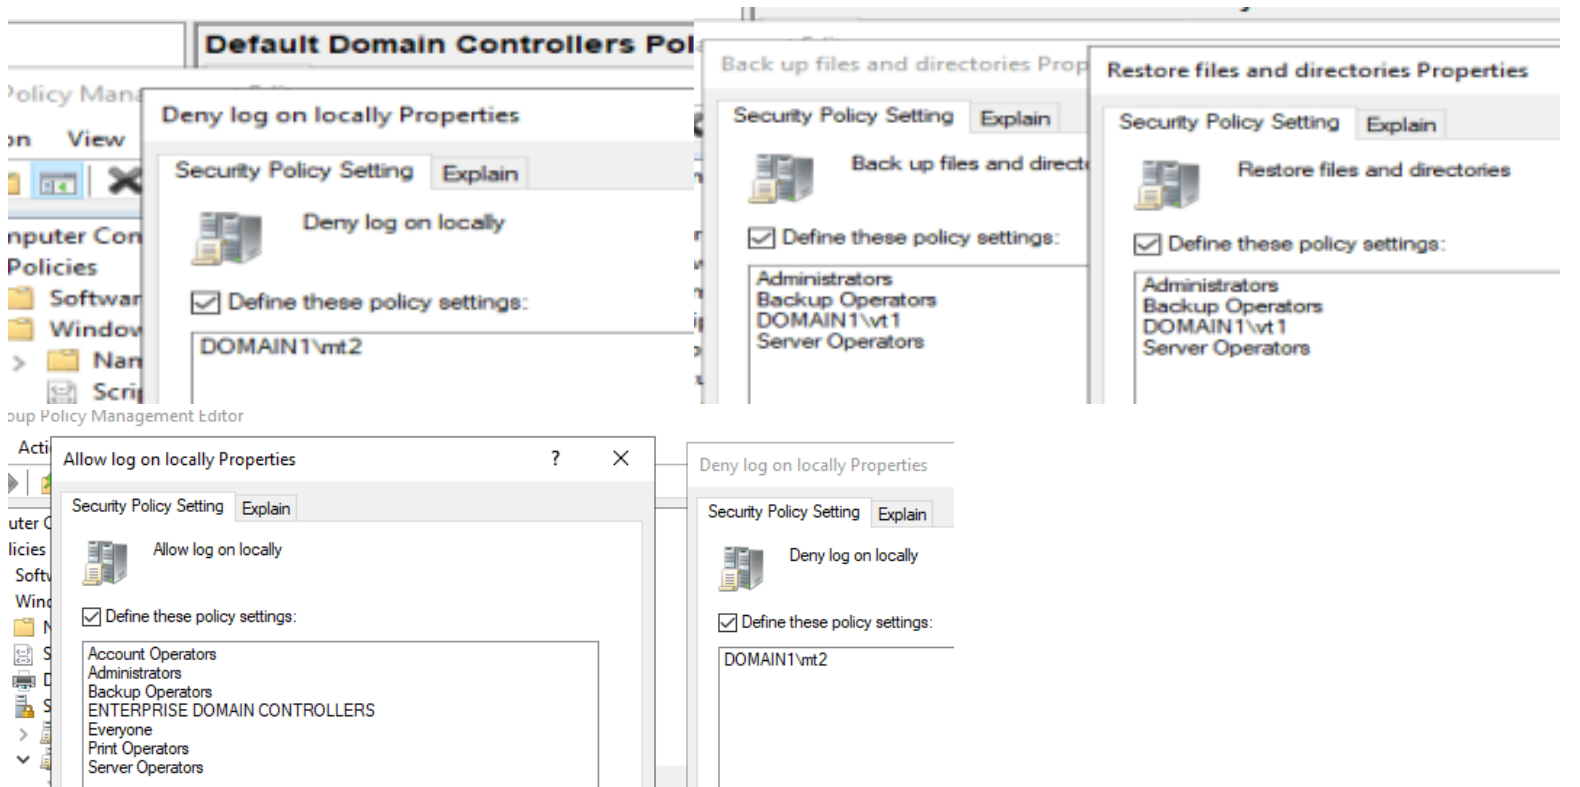 Default Domain Controllers Pol
Policy Mana
on View
Deny log on locally Properties
Security Policy Setting Explain
Deny log on locally
Define these policy settings:
DOMAIN1\mt2
mputer Con
Policies
Softwar
Window
Nan
Scrip
Back up files and directories Prop
Security Policy Setting Explain
Back up files and directo
Define these policy settings:
Administrators
Backup Operators
DOMAIN1\vt1
Server Operators
Restore files and directories Properties
Security Policy Setting Explain
Restore files and directories
Define these policy settings:
Administrators
Backup Operators
DOMAIN1\vt1
Server Operators
oup Policy Management Editor
Acti
uter C
licies
Softw
Wind
Allow log on locally Properties
Security Policy Setting Explain
Allow log on locally
Define these policy settings:
Account Operators
Administrators
Backup Operators
ENTERPRISE DOMAIN CONTROLLERS
Everyone
Print Operators
Server Operators
Deny log on locally Properties
Security Policy Setting Explain
Deny log on locally
Define these policy settings:
DOMAIN1\mt2